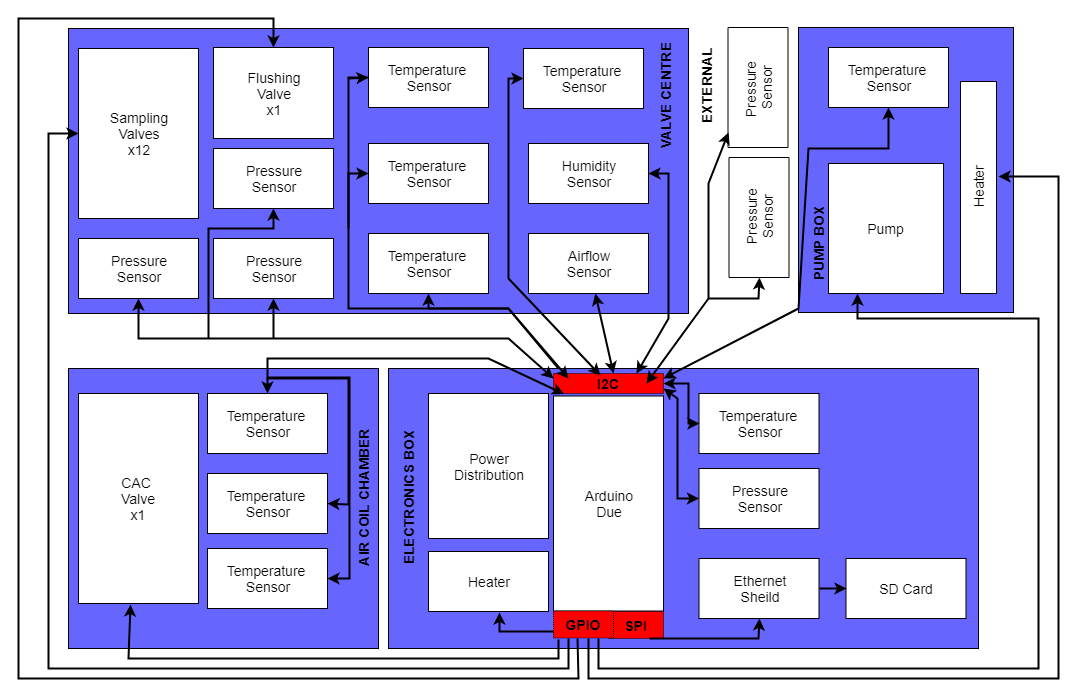 Sampling
Valves
x12
Flushing
Valve
x1
Pressure
Sensor
Pressure
Sensor
Pressure
Sensor
Temperature
Sensor
Temperature
Sensor
Temperature
Sensor
Temperature
Sensor
Humidity
Sensor
Airflow
Sensor
VALVE CENTRE
EXTERNAL
Pressure
Sensor
Pressure
Sensor
PUMP BOX
Temperature
Sensor
Pump
Heater
CAC
Valve
x1
Temperature
Sensor
Temperature
Sensor
Temperature
Sensor
AIR COIL CHAMBER
ELECTRONICS BOX
Power
Distribution
Heater
I2C
Arduino
Due
GPIO
SPI
Temperature
Sensor
Pressure
Sensor
Ethernet
Sheild
SD Card